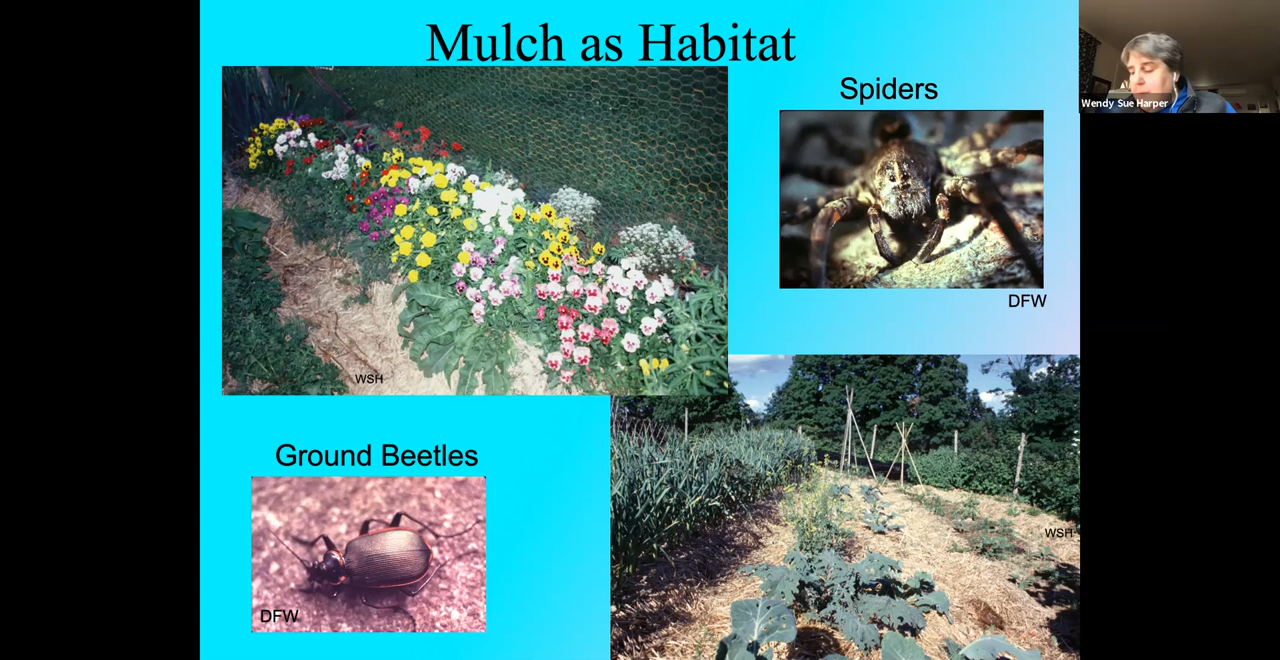 Mulch as Habitat
Spiders
Wendy Sue Harper
DFW
WSH
Ground Beetles
WSH
DFW